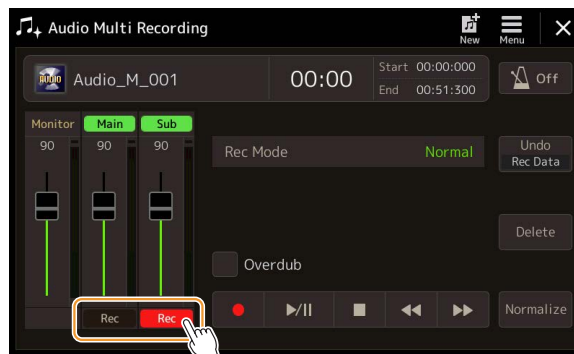 Audio Multi Recording
New
Menu
AUDIO
Audio_M_001
00:00
Start 00:00:000
End 00:51:300
Off
Monitor Main Sub
90 90 90
Rec Mode Normal
Undo
Rec Data
Delete
Overdub
Rec Rec
Normalize